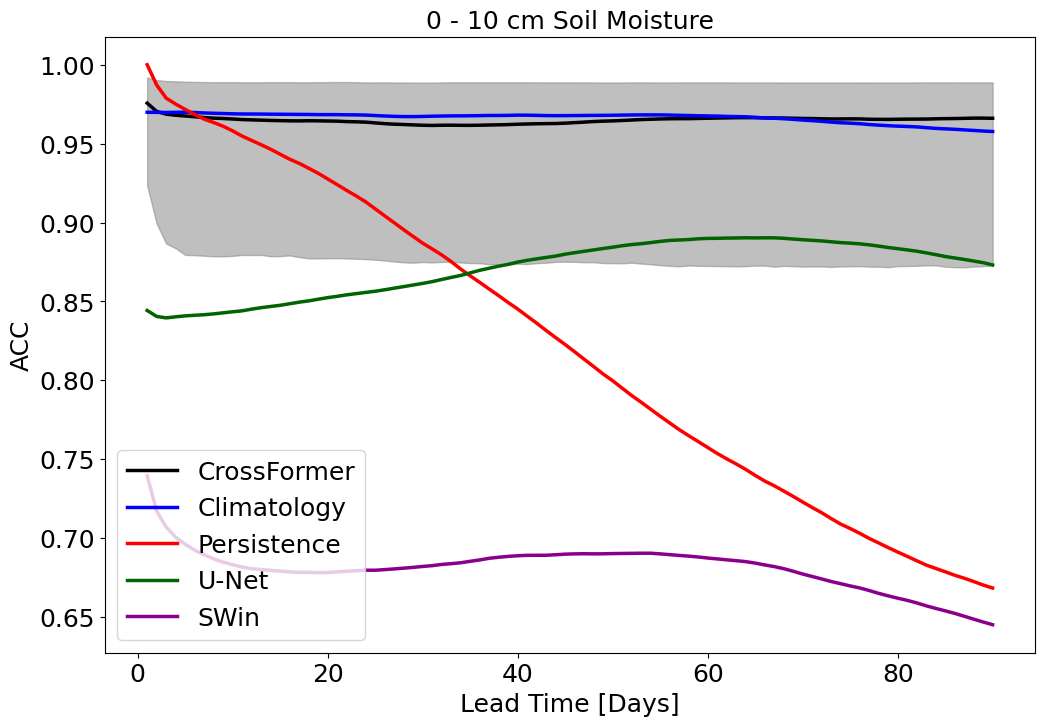 0 - 10 cm Soil Moisture
ACC
1.00
0.95
0.90
0.85
0.80
0.75
0.70
0.65
CrossFormer
Climatology
Persistence
U-Net
SWin
0 20 40 60 80
Lead Time [Days]